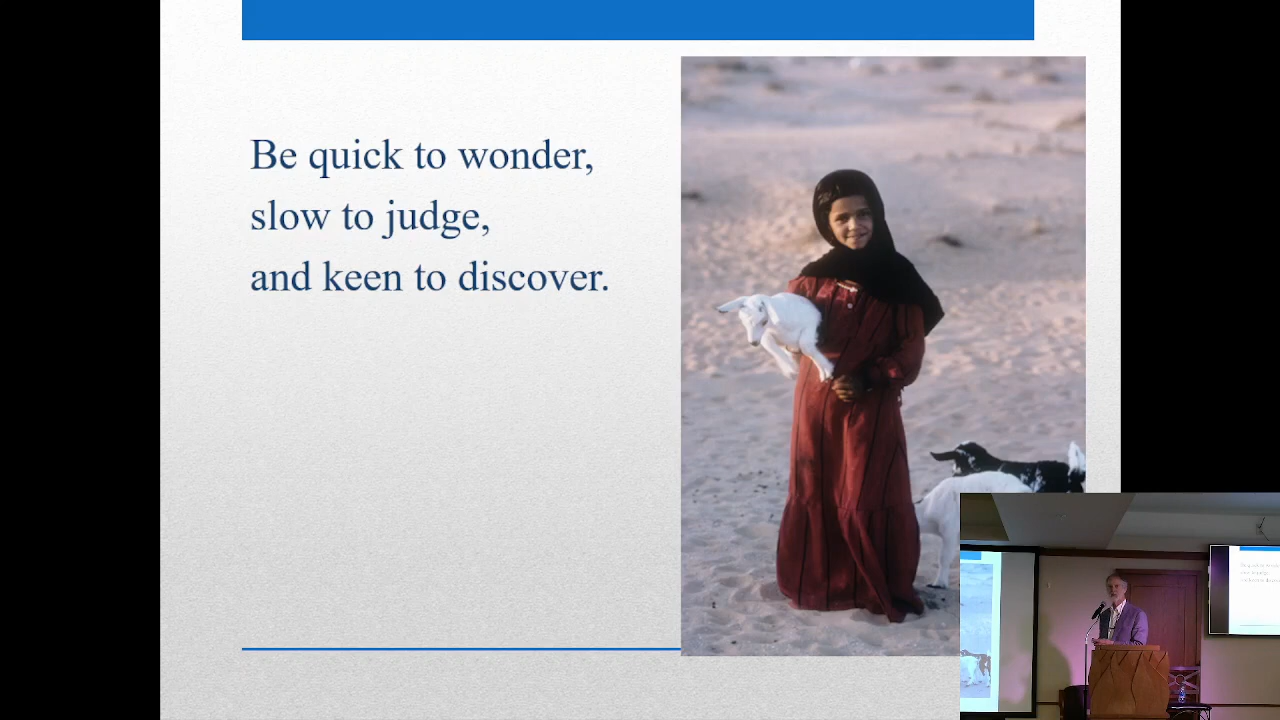 Be quick to wonder,
slow to judge,
and keen to discover.